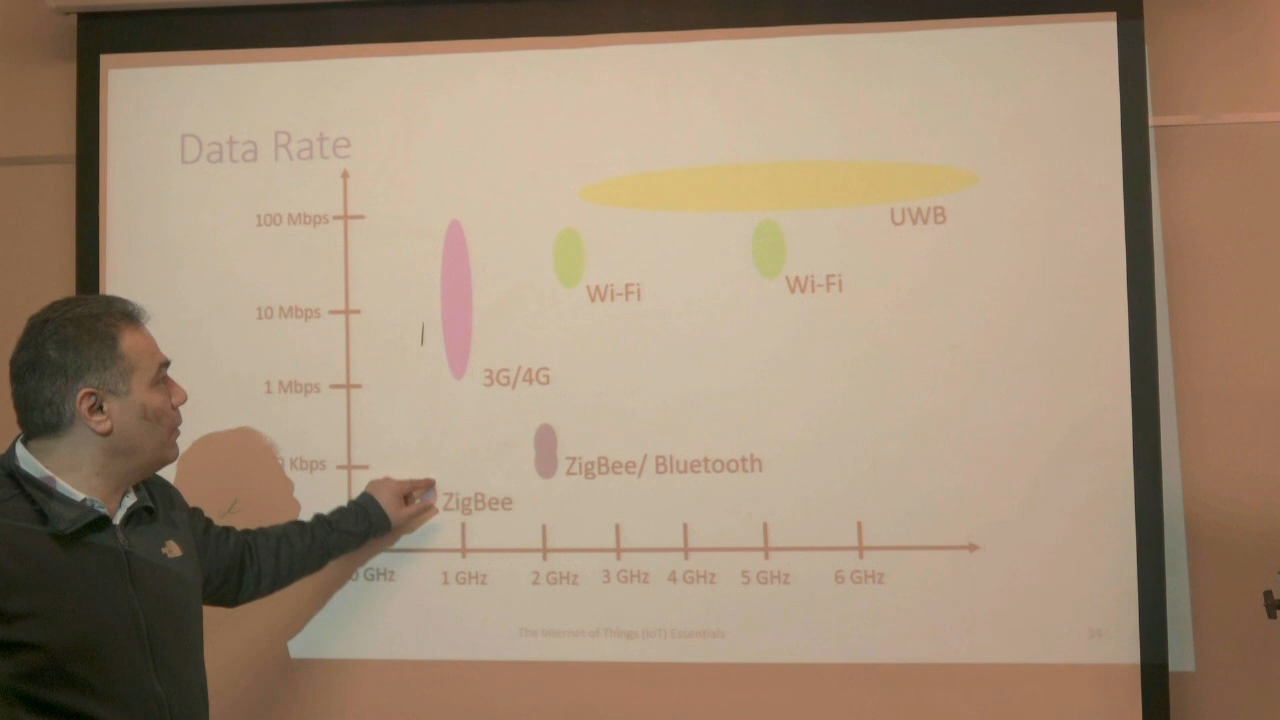 Data Rate
100 Mbps
UWB
Wi-Fi
Wi-Fi
10 Mbps
3G/4G
1 Mbps
Kbps
ZigBee/ Bluetooth
ZigBee
GHz 1 GHz 2 GHz 3 GHz 4 GHz 5 GHz 6 GHz
The Internet of Things (IoT) Essentials